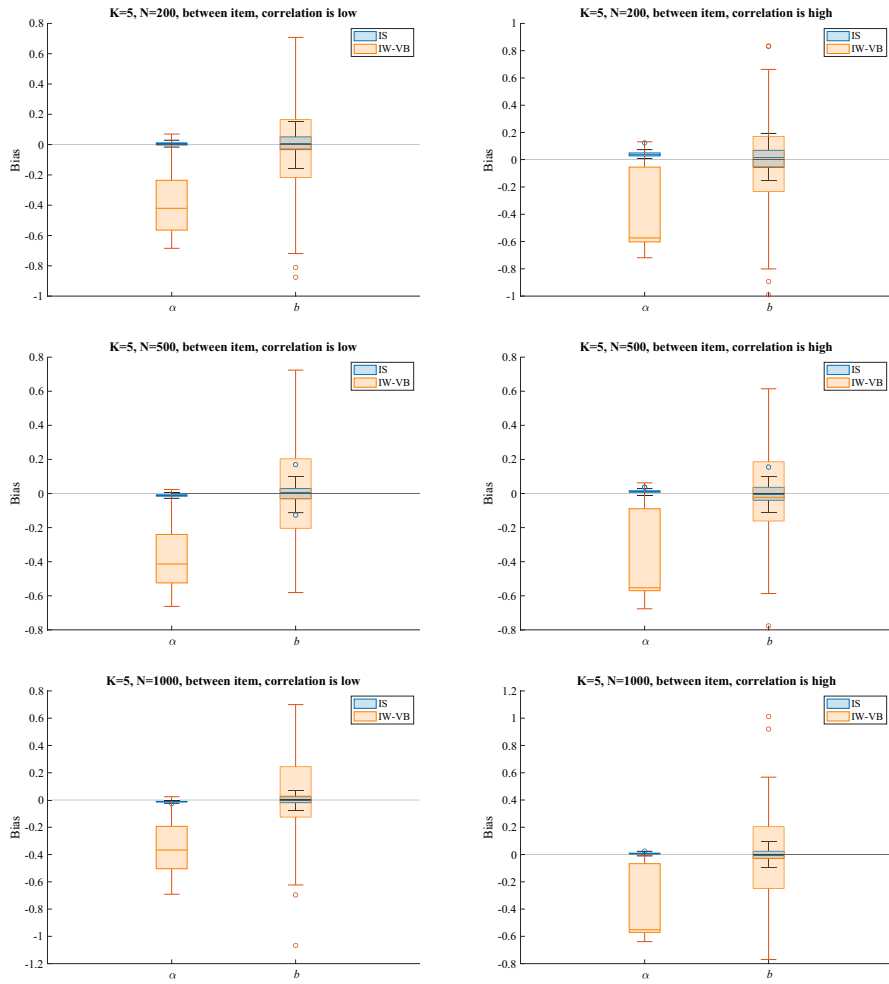 K=5, N=200, between item, correlation is low
0.8
0.6
0.4
0.2
0
-0.2
-0.4
-0.6
-0.8
-1
Bias
α
b
IS
IW-VB
K=5, N=200, between item, correlation is high
1
0.8
0.6
0.4
0.2
0
-0.2
-0.4
-0.6
-0.8
-1
Bias
α
b
IS
IW-VB
K=5, N=500, between item, correlation is low
0.8
0.6
0.4
0.2
0
-0.2
-0.4
-0.6
-0.8
Bias
α
b
IS
IW-VB
K=5, N=500, between item, correlation is high
0.8
0.6
0.4
0.2
0
-0.2
-0.4
-0.6
-0.8
Bias
α
b
IS
IW-VB
K=5, N=1000, between item, correlation is low
0.8
0.6
0.4
0.2
0
-0.2
-0.4
-0.6
-0.8
-1
-1.2
Bias
α
b
IS
IW-VB
K=5, N=1000, between item, correlation is high
1.2
1
0.8
0.6
0.4
0.2
0
-0.2
-0.4
-0.6
-0.8
Bias
α
b
IS
IW-VB